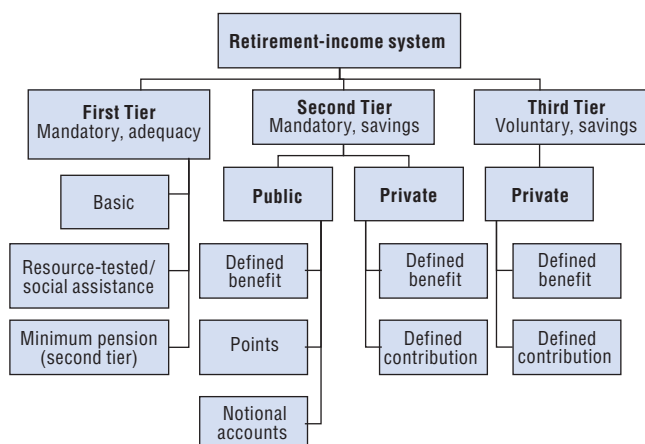 Retirement-income system
First Tier
Mandatory, adequacy
Second Tier
Mandatory, savings
Third Tier
Voluntary, savings
Basic
Resource-tested/
social assistance
Minimum pension
(second tier)
Public
Defined
benefit
Points
Notional
accounts
Private
Defined
benefit
Defined
contribution
Private
Defined
benefit
Defined
contribution